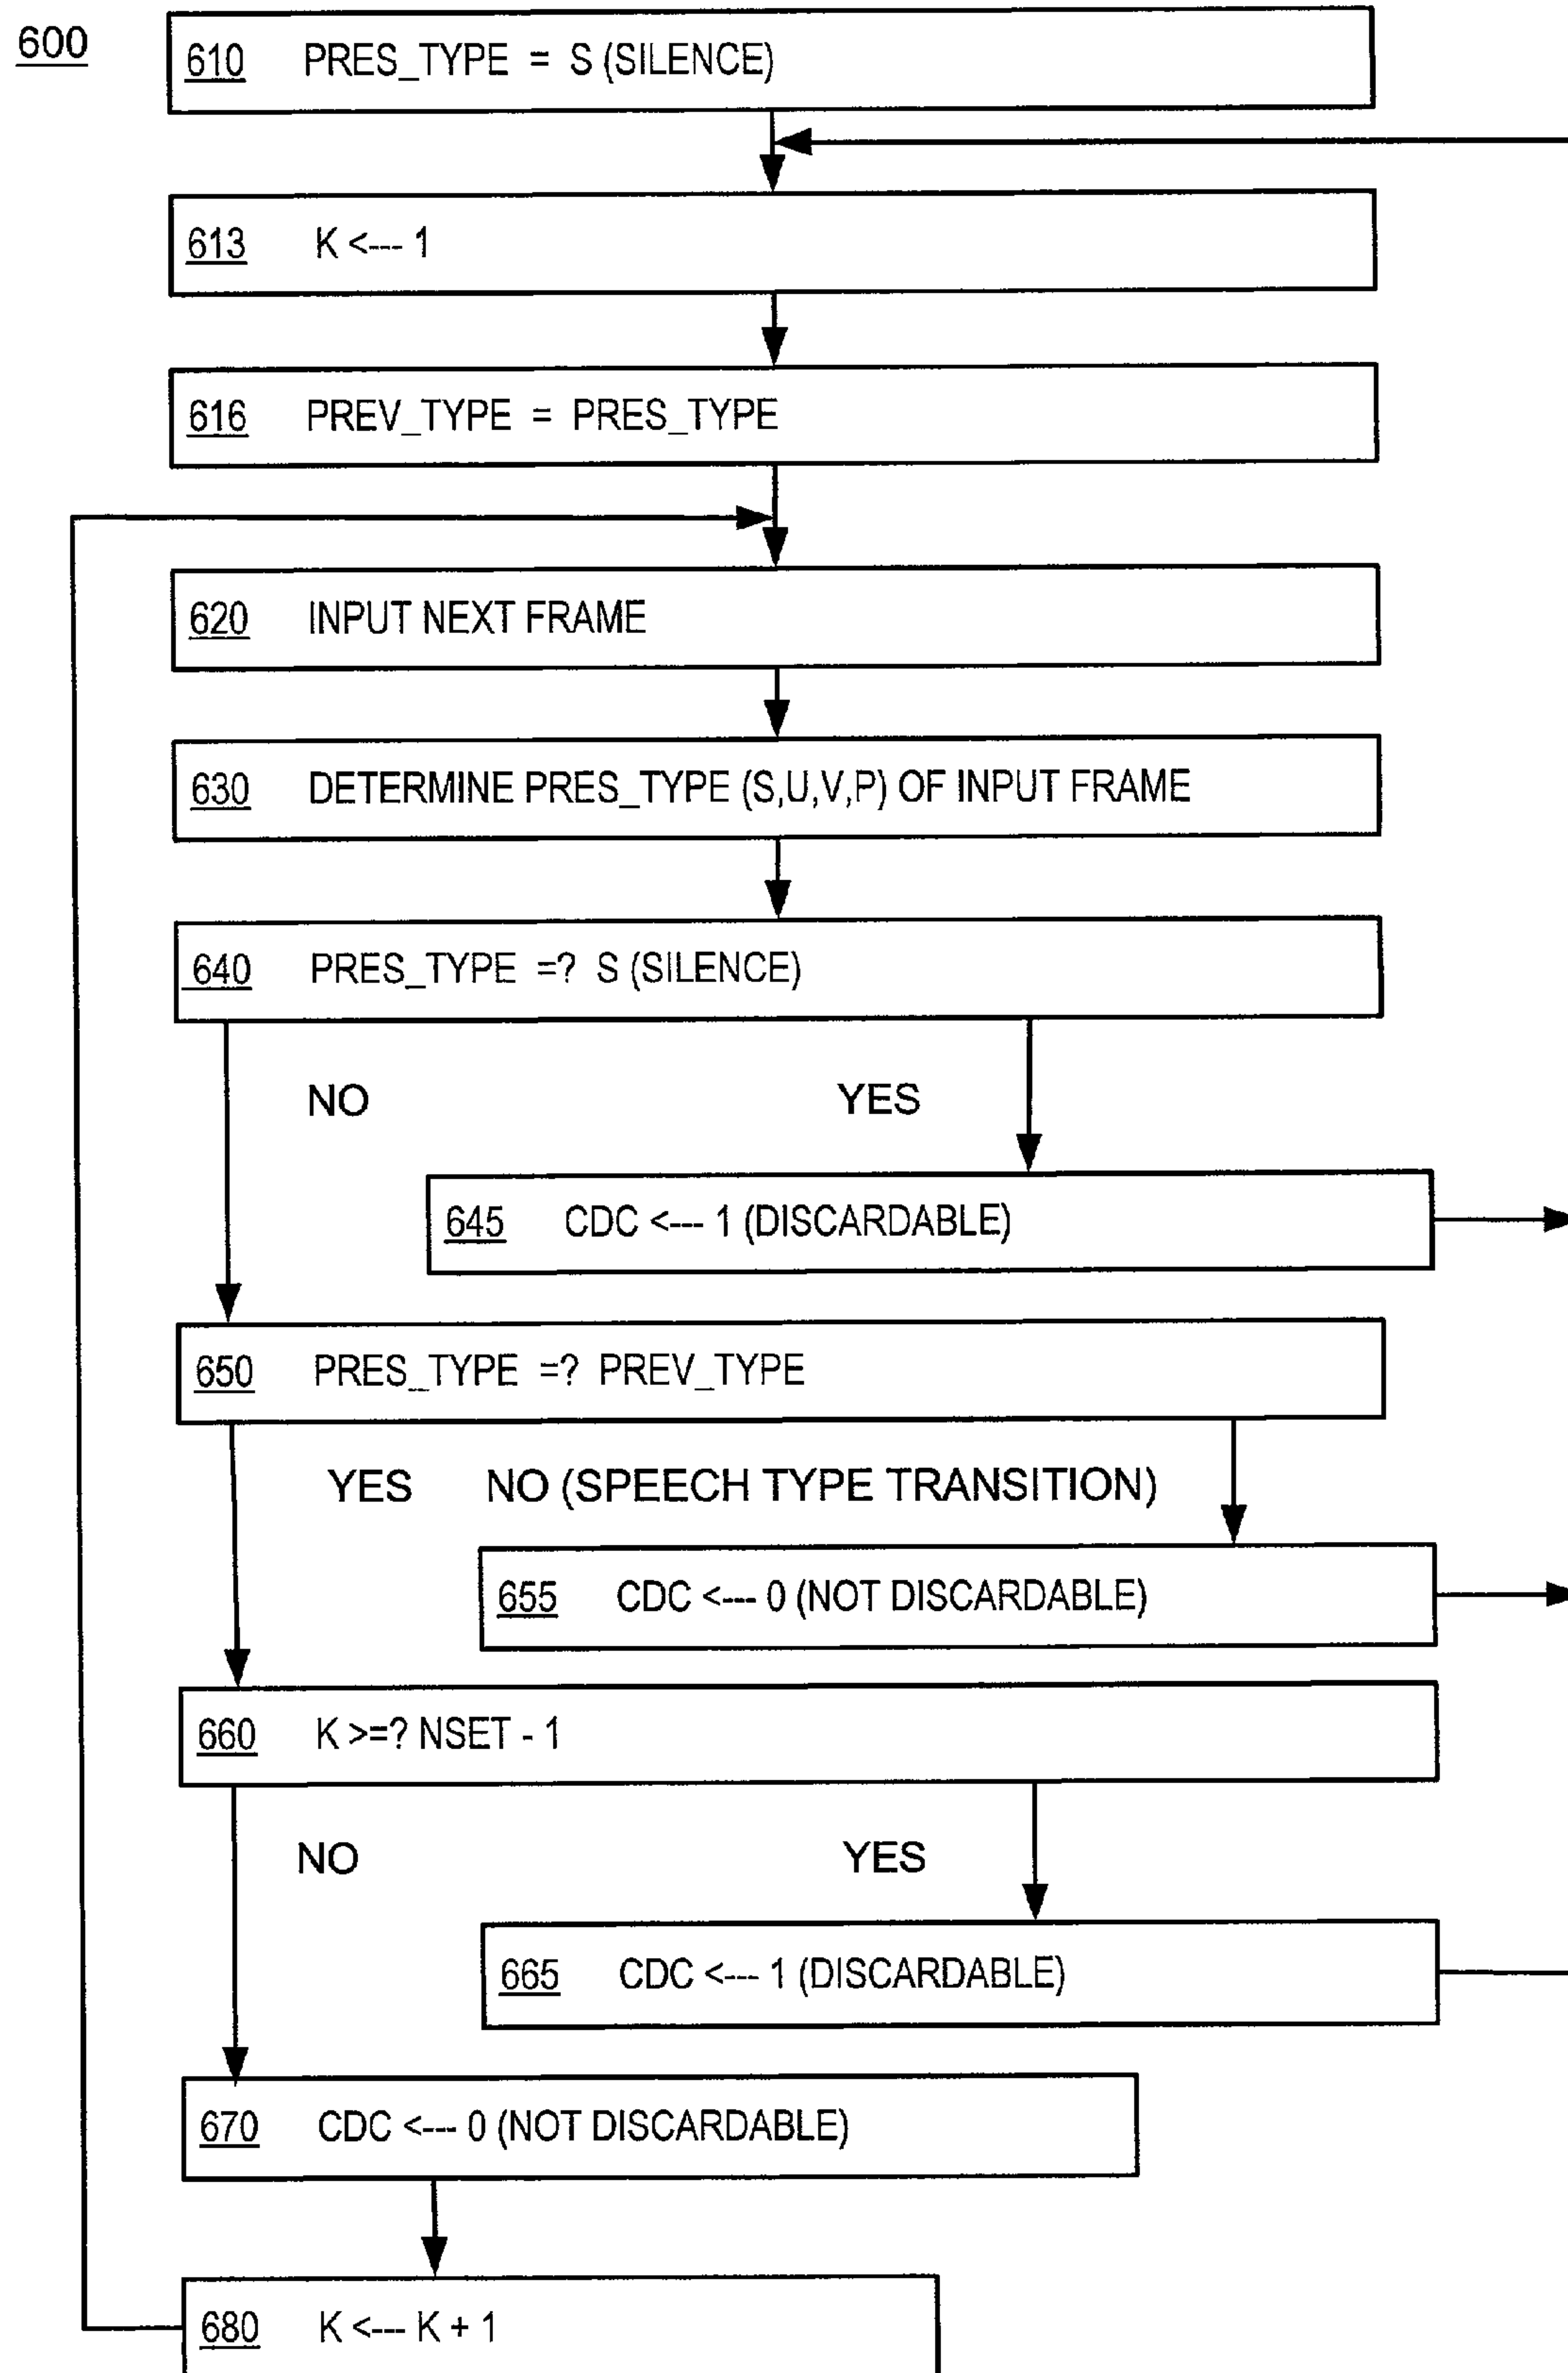 600
610 PRES_TYPE = S (SILENCE)
613 K <--- 1
616 PREV_TYPE = PRES_TYPE
620 INPUT NEXT FRAME
630 DETERMINE PRES_TYPE (S,U,V,P) OF INPUT FRAME
640 PRES_TYPE =? S (SILENCE)
NO YES
645 CDC <--- 1 (DISCARDABLE)
650 PRES_TYPE =? PREV_TYPE
YES NO (SPEECH TYPE TRANSITION)
655 CDC <--- 0 (NOT DISCARDABLE)
660 K >=? NSET - 1
NO YES
665 CDC <--- 1 (DISCARDABLE)
670 CDC <--- 0 (NOT DISCARDABLE)
680 K <--- K + 1